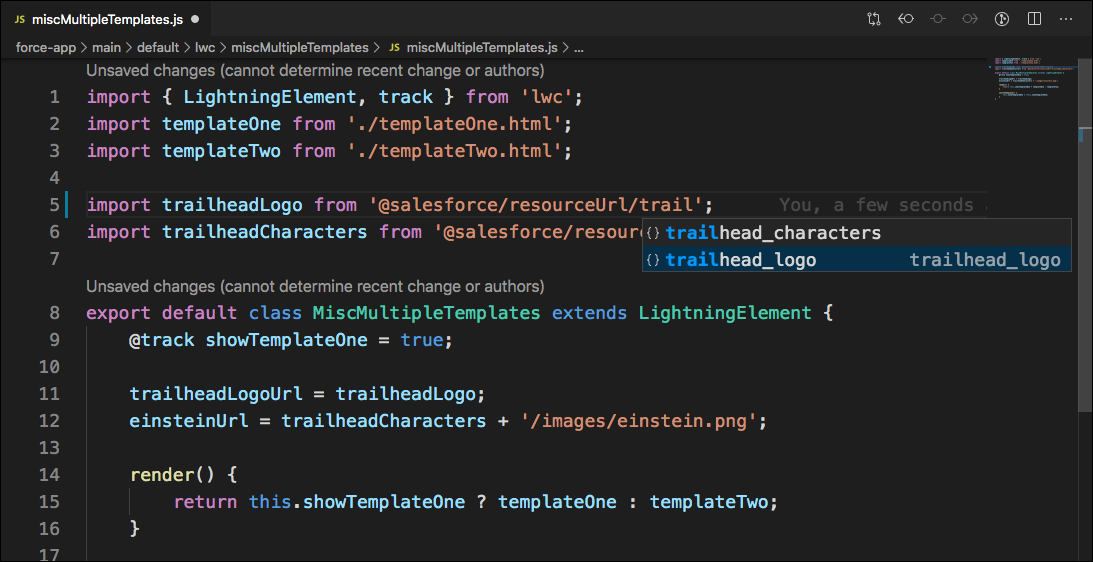 JS miscMultipleTemplates.js
force-app > main > default > lwc > miscMultipleTemplates > JS miscMultipleTemplates.js > ...
Unsaved changes (cannot determine recent change or authors)
1 import { LightningElement, track } from 'lwc';
2 import templateOne from './templateOne.html';
3 import templateTwo from './templateTwo.html';
4
5 import trailheadLogo from '@salesforce/resourceUrl/trail'; You, a few seconds
6 import trailheadCharacters from '@salesforce/resour
{} trailhead_characters
{} trailhead_logo trailhead_logo
7
Unsaved changes (cannot determine recent change or authors)
8 export default class MiscMultipleTemplates extends LightningElement {
9 @track showTemplateOne = true;
10
11 trailheadLogoUrl = trailheadLogo;
12 einsteinUrl = trailheadCharacters + '/images/einstein.png';
13
14 render() {
15 return this.showTemplateOne ? templateOne : templateTwo;
16 }
17